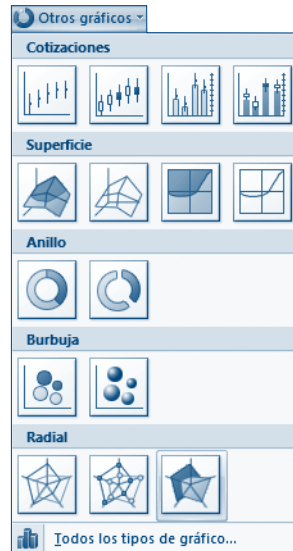 Otros gráficos
Cotizaciones
Superficie
Anillo
Burbuja
Radial
Todos los tipos de gráfico...